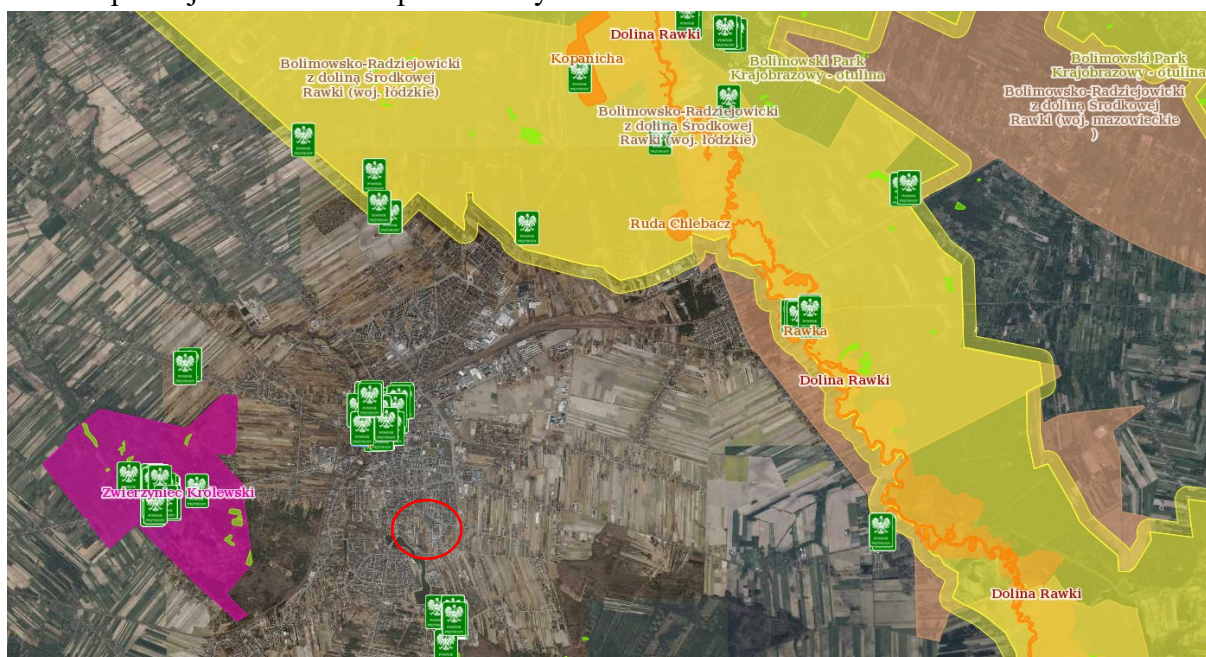 Dolina Rawki
Kopanicha
Bolimowsko-Radziejowicki
z doliną Środkowej
Rawki (woj. łódzkie)
Bolimowski Park
Krajobrazowy - otulina
Bolimowski Park
Krajobrazowy - otulina
Bolimowsko-Radziejowicki
z doliną Środkowej
Rawki (woj. mazowieckie
)
Bolimowsko-Radziejowicki
z doliną Środkowej
Rawki (woj. łódzkie)
Ruda Chlebacz
Rawka
Dolina Rawki
Zwierzyniec Królewski
Dolina Rawki